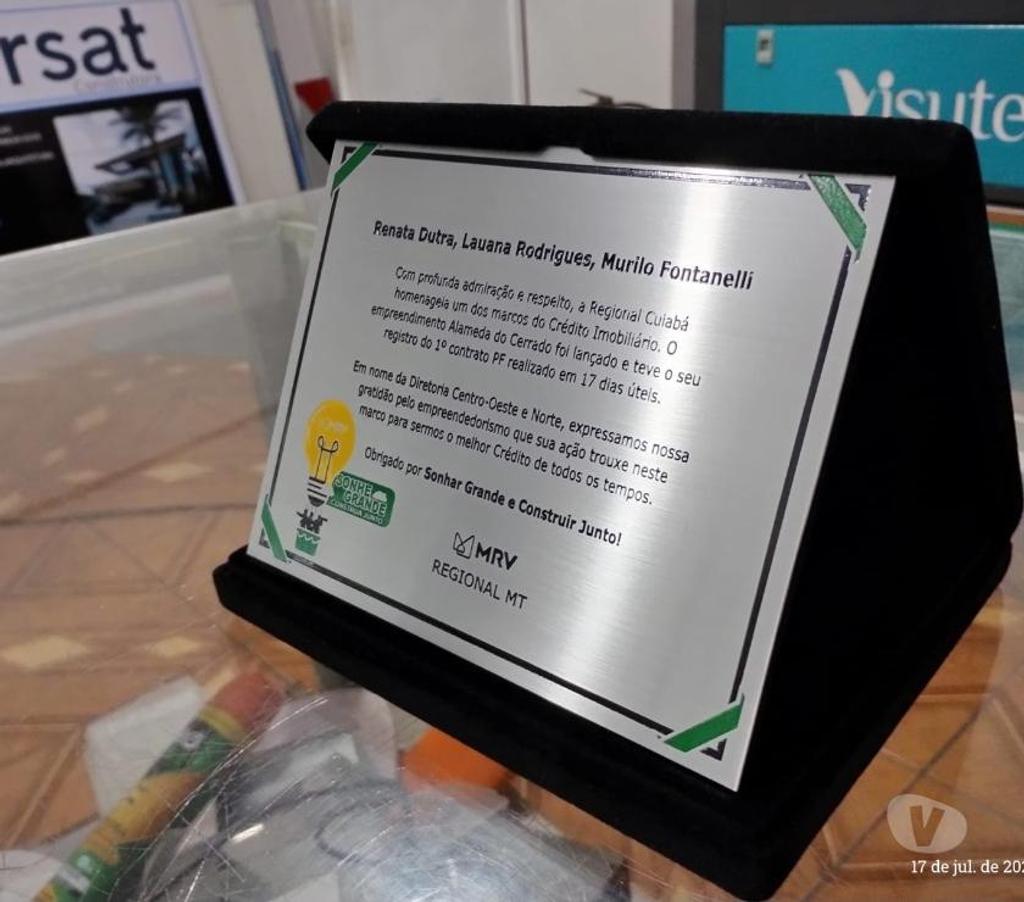 rsat
Visute
Renata Dutra, Lauana Rodrigues, Murilo Fontanelli
Com profunda admiração e respeito, a Regional Cuiabá
homenageia um dos marcos do Crédito Imobiliário. O
empreendimento Alameda do Cerrado foi lançado e teve o seu
registro do 1º contrato PF realizado em 17 dias úteis.
Em nome da Diretoria Centro-Oeste e Norte, expressamos nossa
gratidão pelo empreendedorismo que sua ação trouxe neste
marco para sermos o melhor Crédito de todos os tempos.
Obrigado por Sonhar Grande e Construir Junto!
SONHE
GRANDE
CONSTRUA JUNTO
MRV
REGIONAL MT
V
17 de jul. de 202